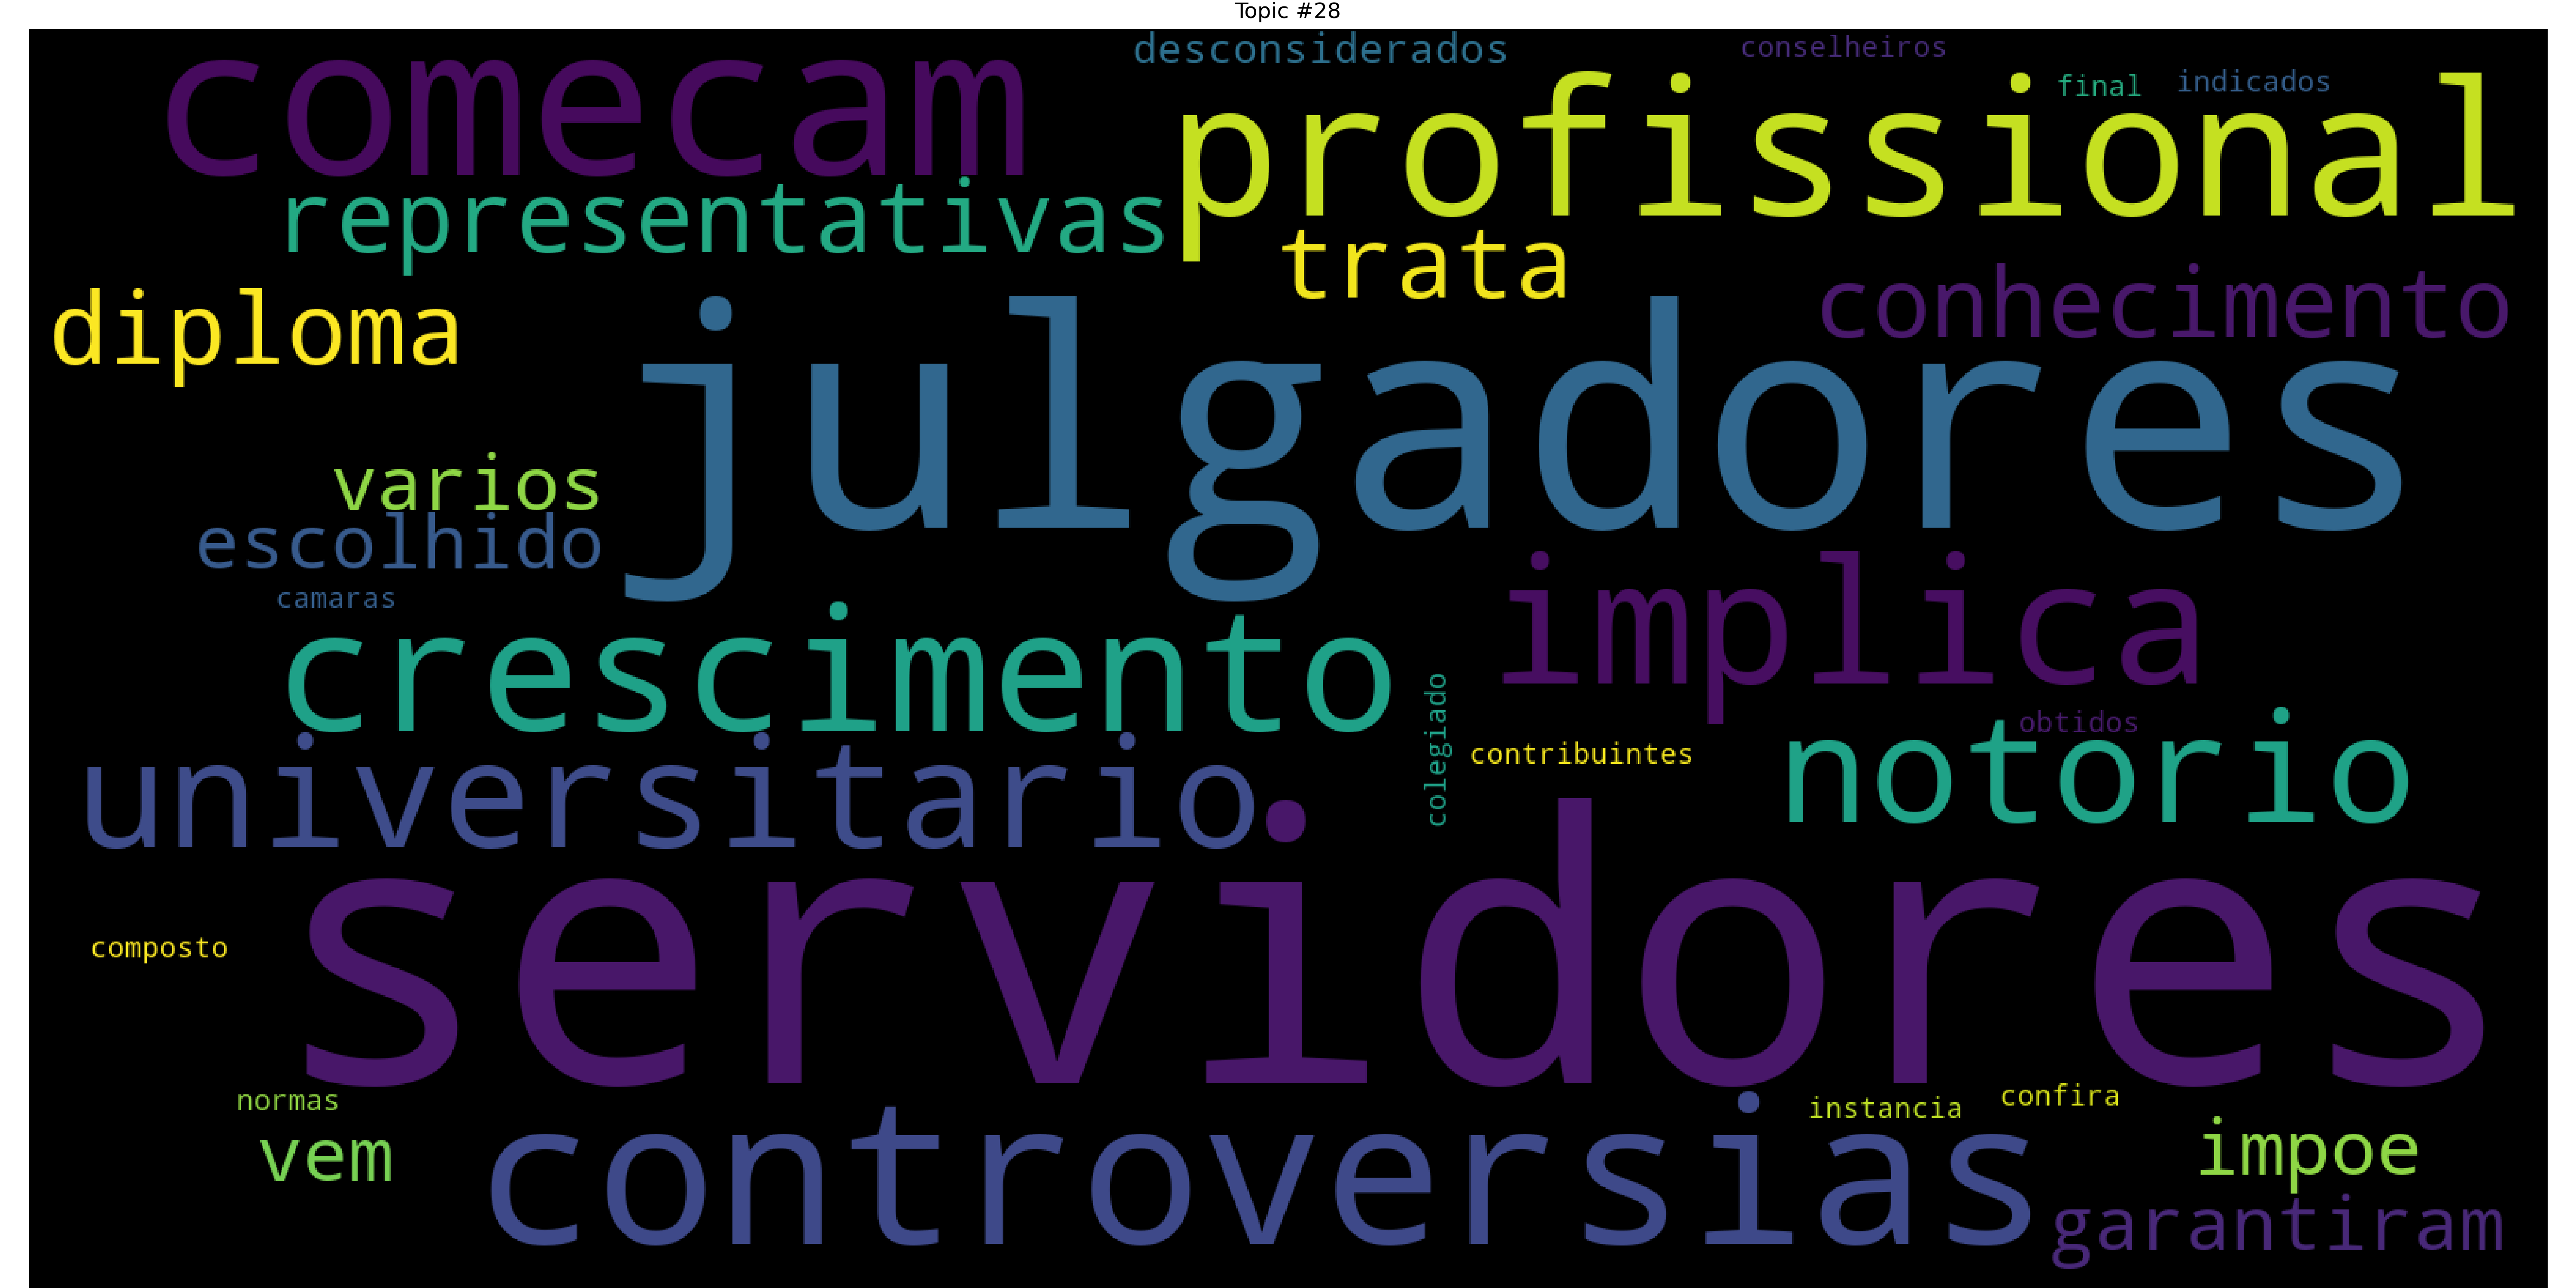 Topic #28
desconsiderados
conselheiros
comecam
profissional
final
indicados
representativas
trata
conhecimento
diploma
julgadores
varios
escolhido
camaras
implica
crescimento
colegiado
obtidos
contribuintes
notorio
universitario
servidores
composto
normas
instancia
confira
vem
controversias
impoe
garantiram